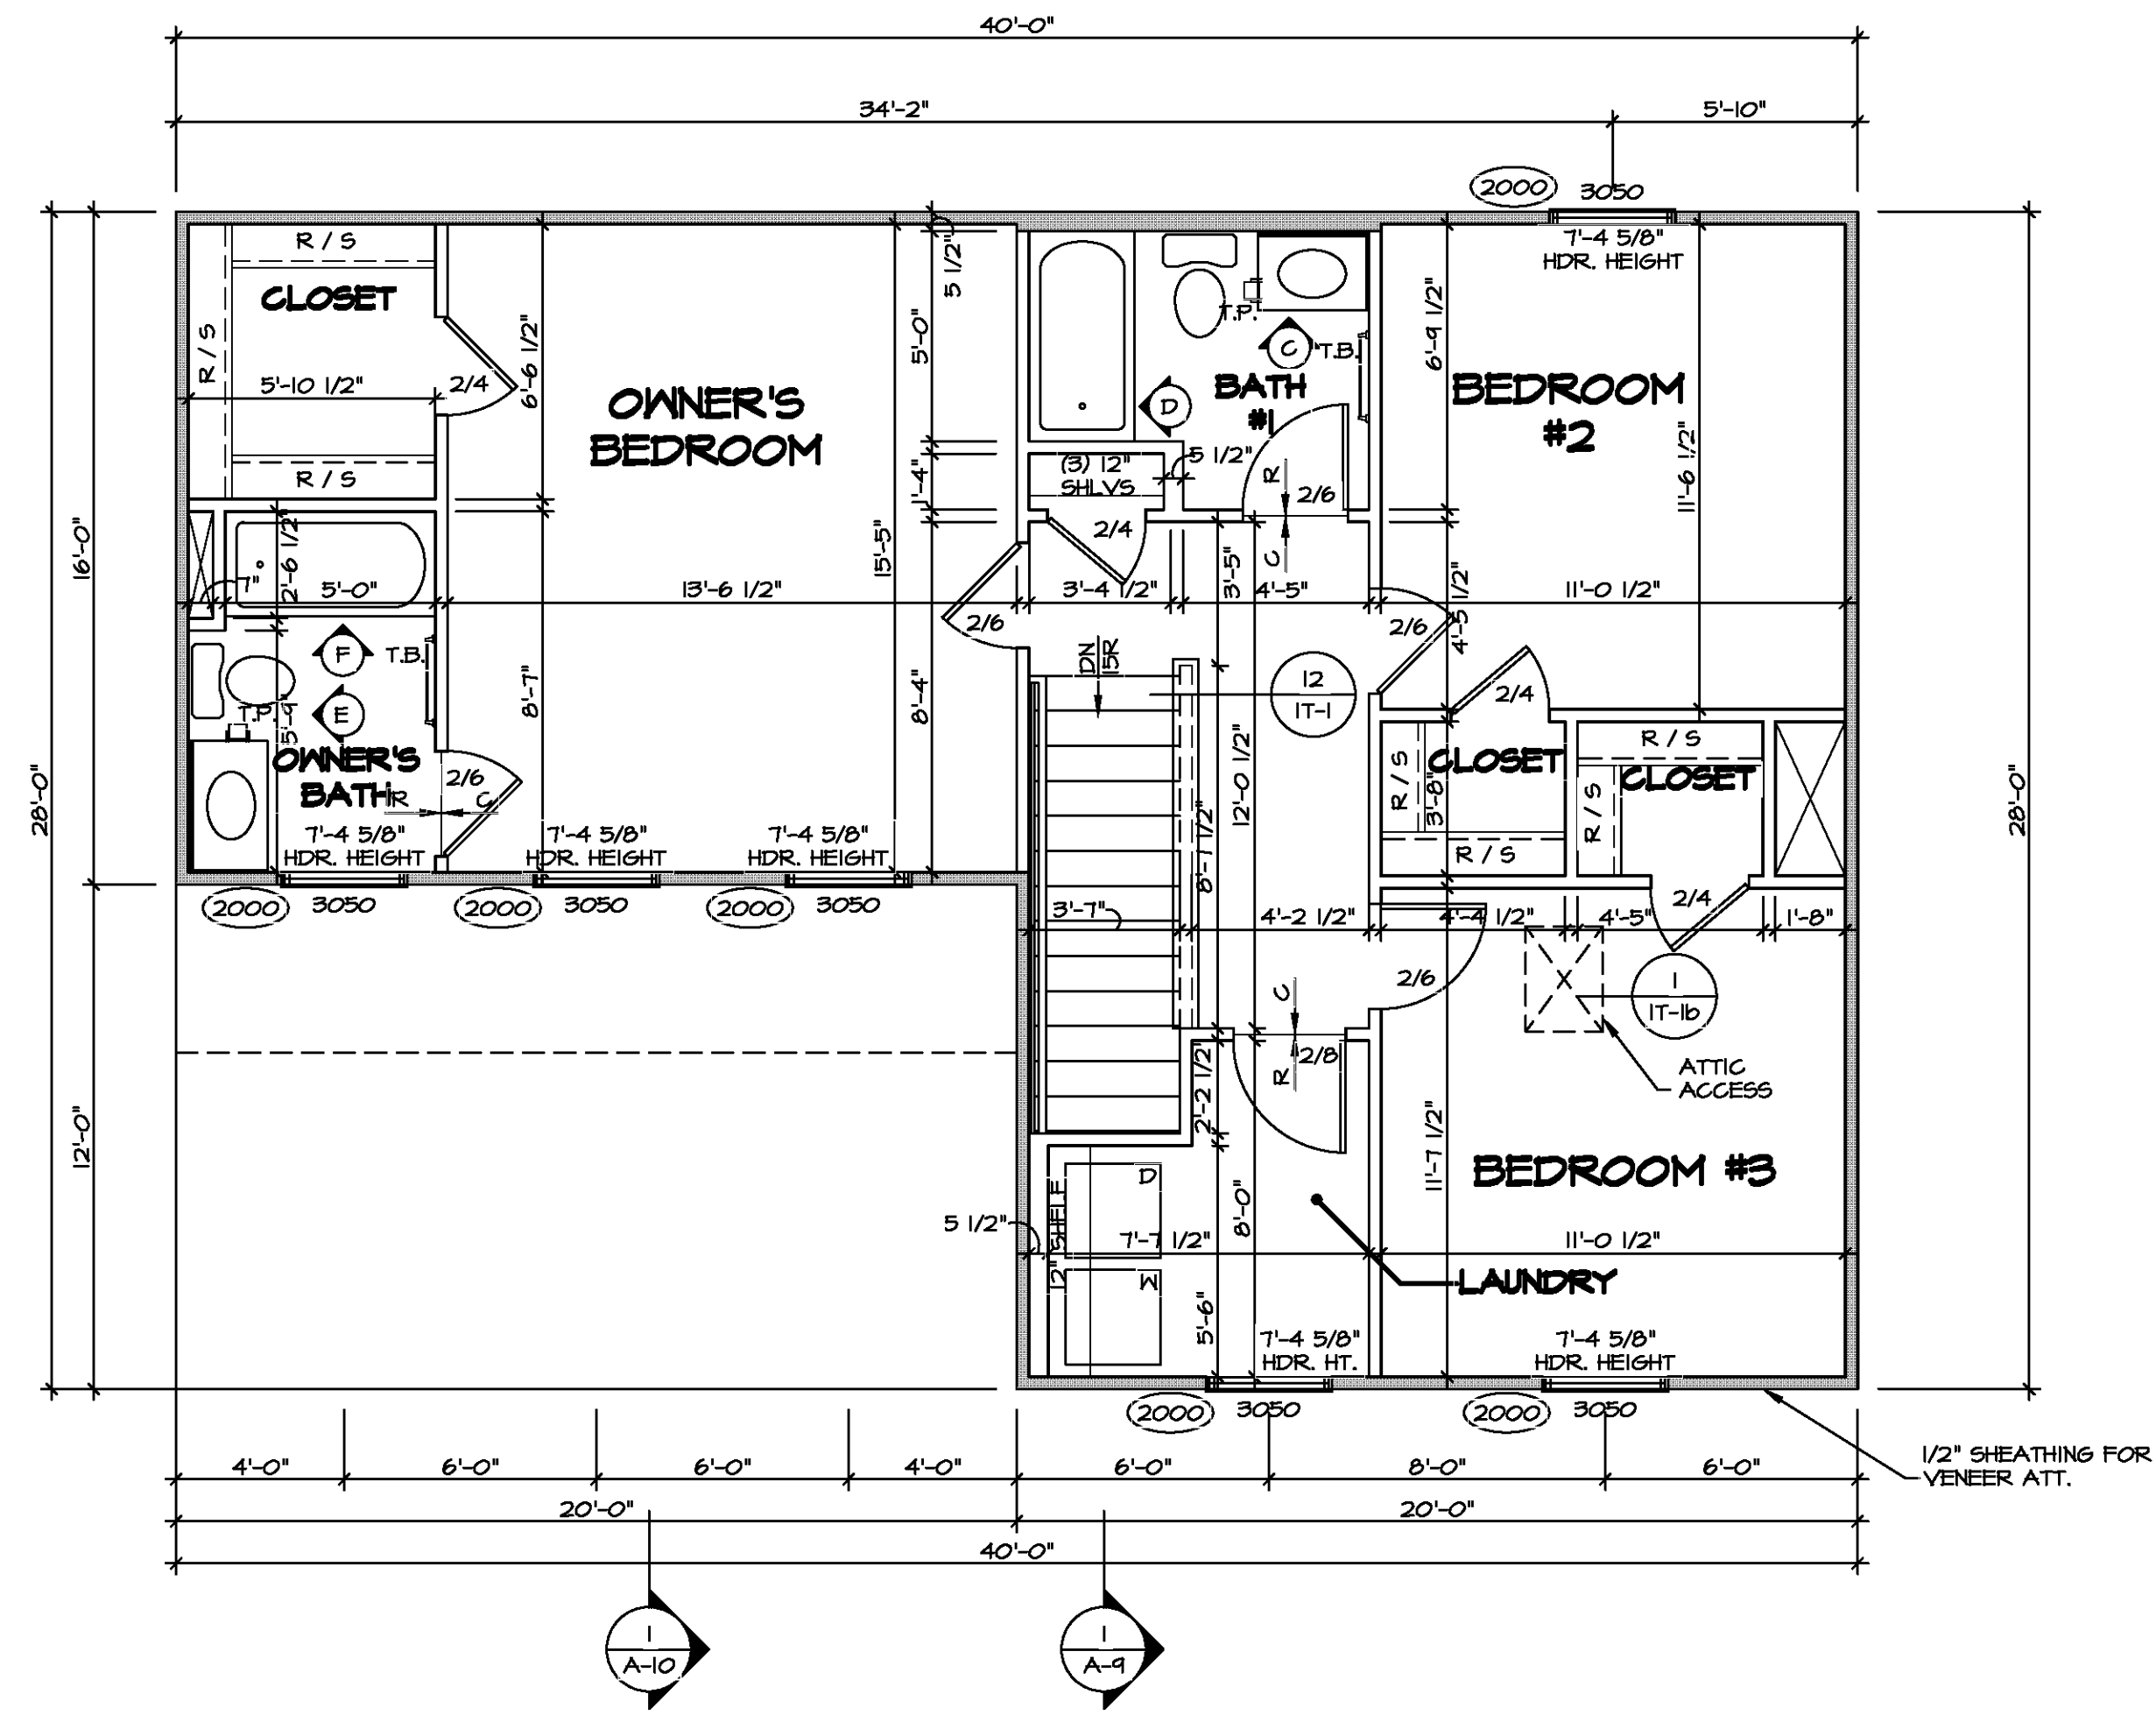 40'-0"
34'-2"
5'-10"
2000
3050
7'-4 5/8"
HDR. HEIGHT
R / S
CLOSET
R / S
5'-10 1/2"
2/4
R / S
6'-6 1/2"
OWNER'S
BEDROOM
5 1/2"
5'-0"
1'-4"
15'-5"
T.P.
C
T.B.
BATH
#1
D
(3) 12"
SHLVS
5 1/2"
R
2/6
C
2/4
6'-9 1/2"
BEDROOM
#2
11'-6 1/2"
16'-0"
28'-0"
12'-0"
28'-0"
7"
2'-6 1/2"
5'-0"
13'-6 1/2"
3'-4 1/2"
3'-5"
4'-5"
4'-5 1/2"
11'-0 1/2"
2/6
2/6
F
T.B.
E
T.P.
5'-9"
OWNER'S
BATH
R
C
2/6
8'-7"
8'-4"
DN
15R
12
1T-1
2/4
R / S
CLOSET
3'-8"
R / S
R / S
CLOSET
R / S
7'-4 5/8"
HDR. HEIGHT
7'-4 5/8"
HDR. HEIGHT
7'-4 5/8"
HDR. HEIGHT
2000
3050
2000
3050
2000
3050
12'-0 1/2"
8'-1 1/2"
3'-7"
4'-2 1/2"
4'-4 1/2"
4'-5"
2/4
1'-8"
2/6
X
1
1T-16
ATTIC
ACCESS
C
R
2/8
2'-2 1/2"
11'-7 1/2"
BEDROOM #3
D
12" SHELF
5 1/2"
7'-7 1/2"
8'-0"
11'-0 1/2"
W
LAUNDRY
5'-6"
7'-4 5/8"
HDR. HT.
7'-4 5/8"
HDR. HEIGHT
2000
3050
2000
3050
1/2" SHEATHING FOR
VENEER ATT.
4'-0"
6'-0"
6'-0"
4'-0"
6'-0"
8'-0"
6'-0"
20'-0"
20'-0"
40'-0"
1
A-10
1
A-9